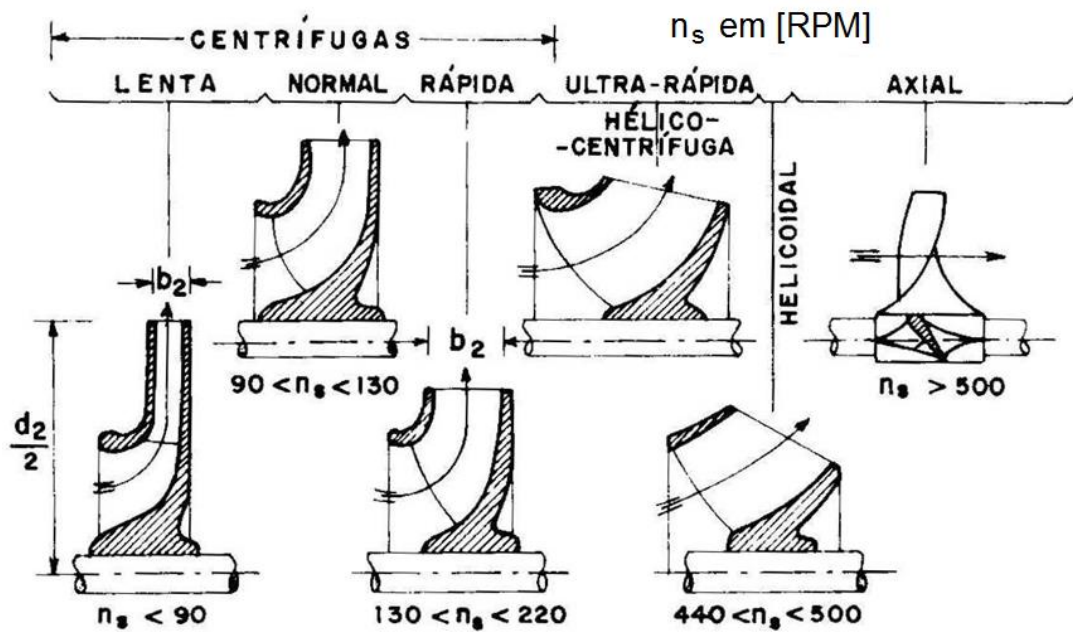 CENTRÍFUGAS
n_s em [RPM]
LENTA NORMAL RÁPIDA ULTRA-RÁPIDA AXIAL
HÉLICO-
-CENTRÍFUGA
HELICOIDAL
b₂
90 < nₛ < 130
b₂
nₛ > 500
d₂
2
nₛ < 90
130 < nₛ < 220
440 < nₛ < 500